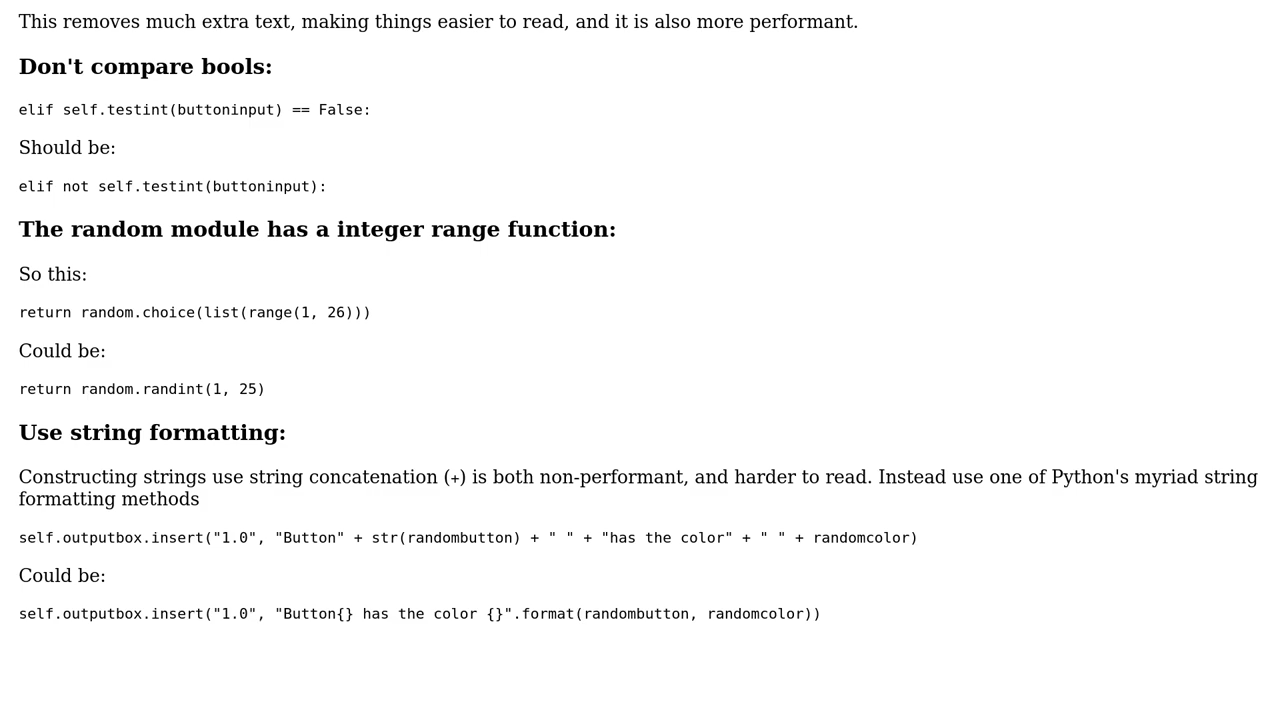 This removes much extra text, making things easier to read, and it is also more performant.
Don't compare bools:
elif self.testint(buttoninput) == False:
Should be:
elif not self.testint(buttoninput):
The random module has a integer range function:
So this:
return random.choice(list(range(1, 26)))
Could be:
return random.randint(1, 25)
Use string formatting:
Constructing strings use string concatenation (+) is both non-performant, and harder to read. Instead use one of Python's myriad string
formatting methods
self.outputbox.insert("1.0", "Button" + str(randombutton) + " " + "has the color" + " " + randomcolor)
Could be:
self.outputbox.insert("1.0", "Button{} has the color {}".format(randombutton, randomcolor))